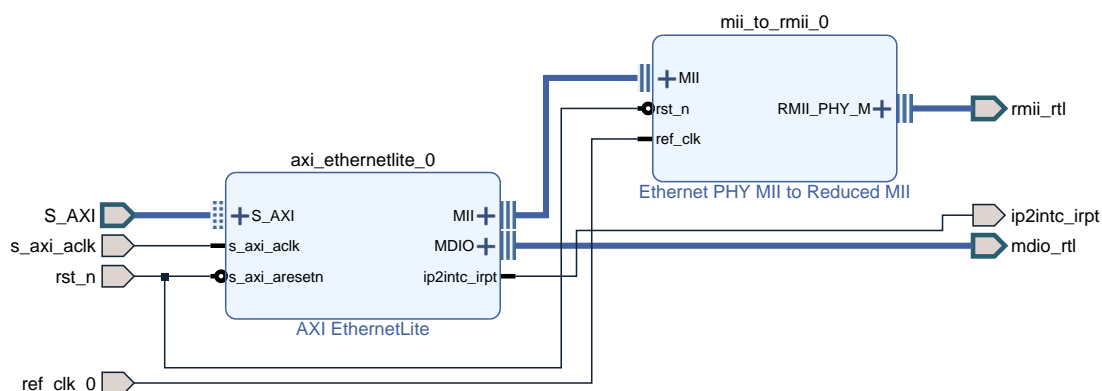 mii_to_rmii_0
MII
rst_n
ref_clk
RMII_PHY_M
rmii_rtl
Ethernet PHY MII to Reduced MII
axi_ethernetlite_0
S_AXI
s_axi_aclk
rst_n
S_AXI
s_axi_aclk
s_axi_aresetn
MII
MDIO
ip2intc_irpt
ip2intc_irpt
mdio_rtl
AXI EthernetLite
ref_clk_0